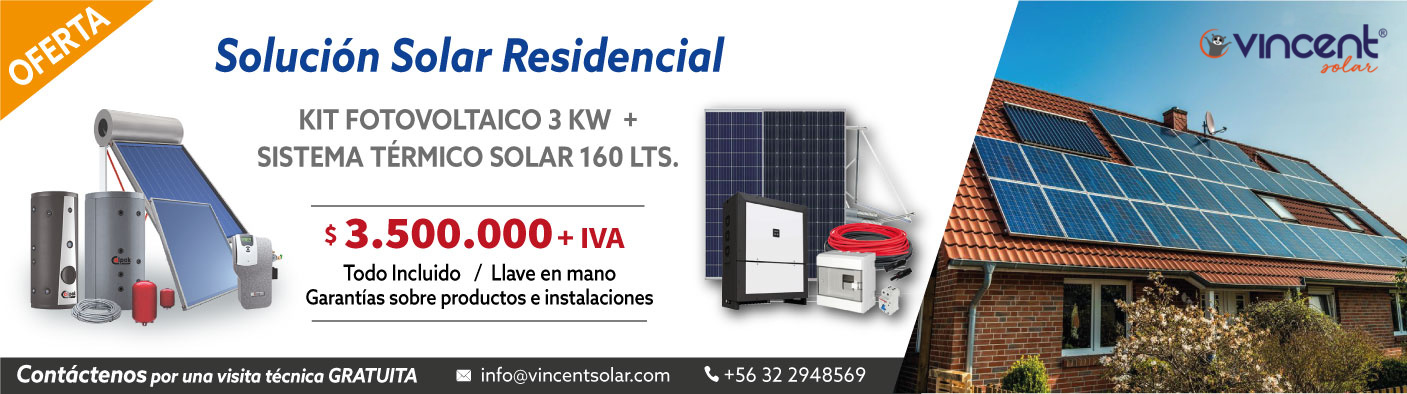 OFERTA
Solución Solar Residencial
KIT FOTOVOLTAICO 3 KW +
SISTEMA TÉRMICO SOLAR 160 LTS.
$ 3.500.000 + IVA
Todo Incluido / Llave en mano
Garantías sobre productos e instalaciones
vincent®
solar
Contáctenos por una visita técnica GRATUITA
info@vincentsolar.com
+56 32 2948569